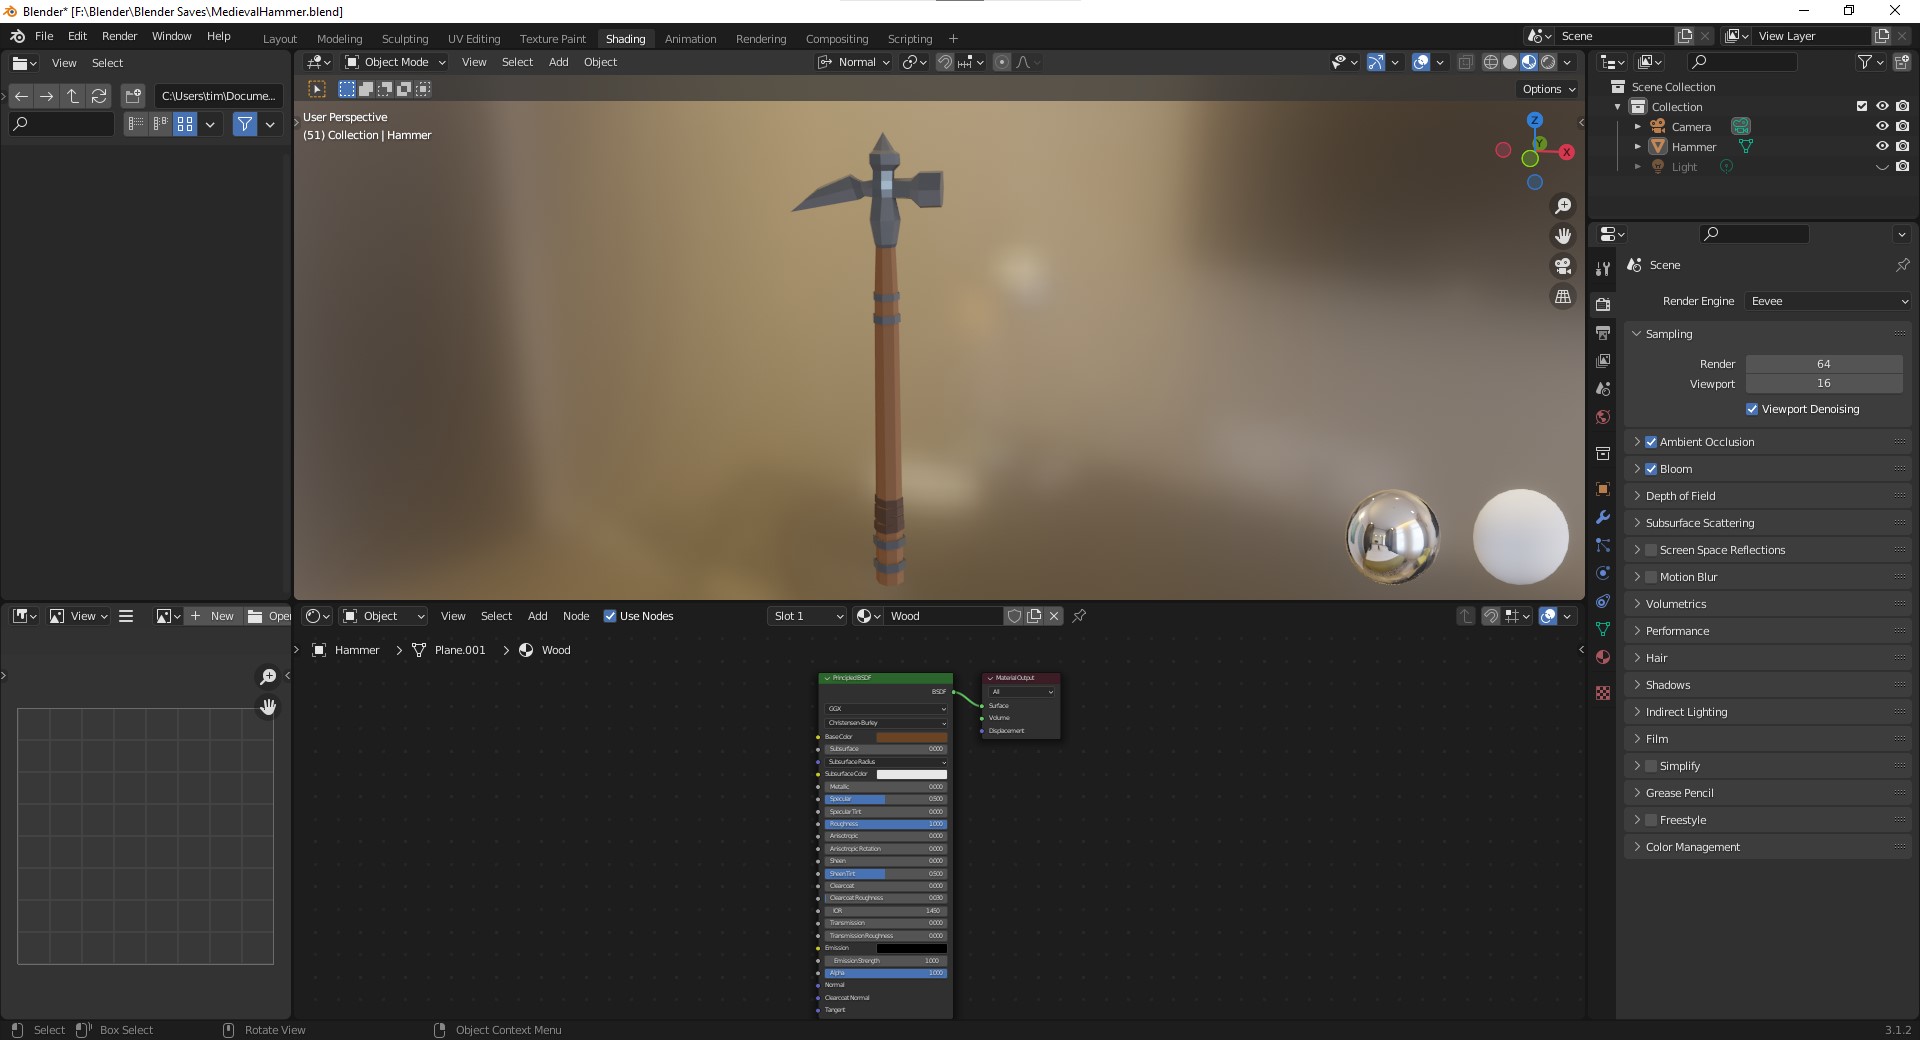 Blender* [F:\Blender\Blender Saves\MedievalHammer.blend]
File Edit Render Window Help Layout Modeling Sculpting UV Editing Texture Paint Shading Animation Rendering Compositing Scripting + Scene View Layer
View Select Object Mode View Select Add Object Normal
C:\Users\tim\Docume... Options
User Perspective
(51) Collection | Hammer
Z
Y
X
Scene Collection
Collection
Camera
Hammer
Light
Scene
Render Engine Eevee
Sampling
Render 64
Viewport 16
Viewport Denoising
Ambient Occlusion
Bloom
Depth of Field
Subsurface Scattering
Screen Space Reflections
Motion Blur
Volumetrics
Performance
Hair
Shadows
Indirect Lighting
Film
Simplify
Grease Pencil
Freestyle
Color Management
View New Open
Object View Select Add Node Use Nodes Slot 1 Wood
Hammer > Plane.001 > Wood
Principled BSDF
BSDF
GGX
Christensen-Burley
Base Color
Subsurface 0.000
Subsurface Radius
Subsurface Color
Metallic 0.000
Specular 0.500
Specular Tint 0.000
Roughness 1.000
Anisotropic 0.000
Anisotropic Rotation 0.000
Sheen 0.000
Sheen Tint 0.500
Clearcoat 0.000
Clearcoat Roughness 0.030
IOR 1.450
Transmission 0.000
Transmission Roughness 0.000
Emission
Emission Strength 1.000
Alpha 1.000
Normal
Clearcoat Normal
Tangent
Material Output
All
Surface
Volume
Displacement
Select Box Select Rotate View Object Context Menu 3.1.2